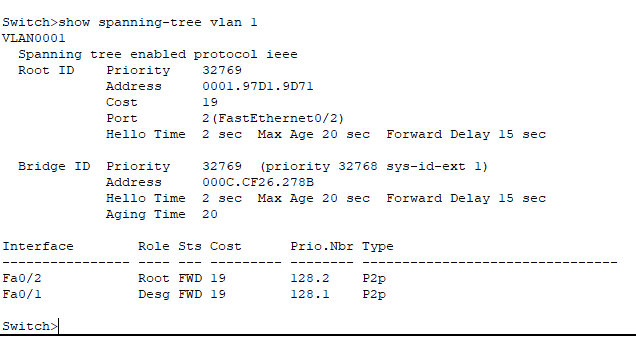 Switch>show spanning-tree vlan 1
VLAN0001
  Spanning tree enabled protocol ieee
  Root ID    Priority    32769
             Address     0001.97D1.9D71
             Cost        19
             Port        2(FastEthernet0/2)
             Hello Time  2 sec  Max Age 20 sec  Forward Delay 15 sec

  Bridge ID  Priority    32769  (priority 32768 sys-id-ext 1)
             Address     000C.CF26.278B
             Hello Time  2 sec  Max Age 20 sec  Forward Delay 15 sec
             Aging Time  20

Interface        Role Sts Cost      Prio.Nbr Type
---------------- ---- --- --------- -------- --------------------------------
Fa0/2            Root FWD 19        128.2    P2p
Fa0/1            Desg FWD 19        128.1    P2p

Switch>